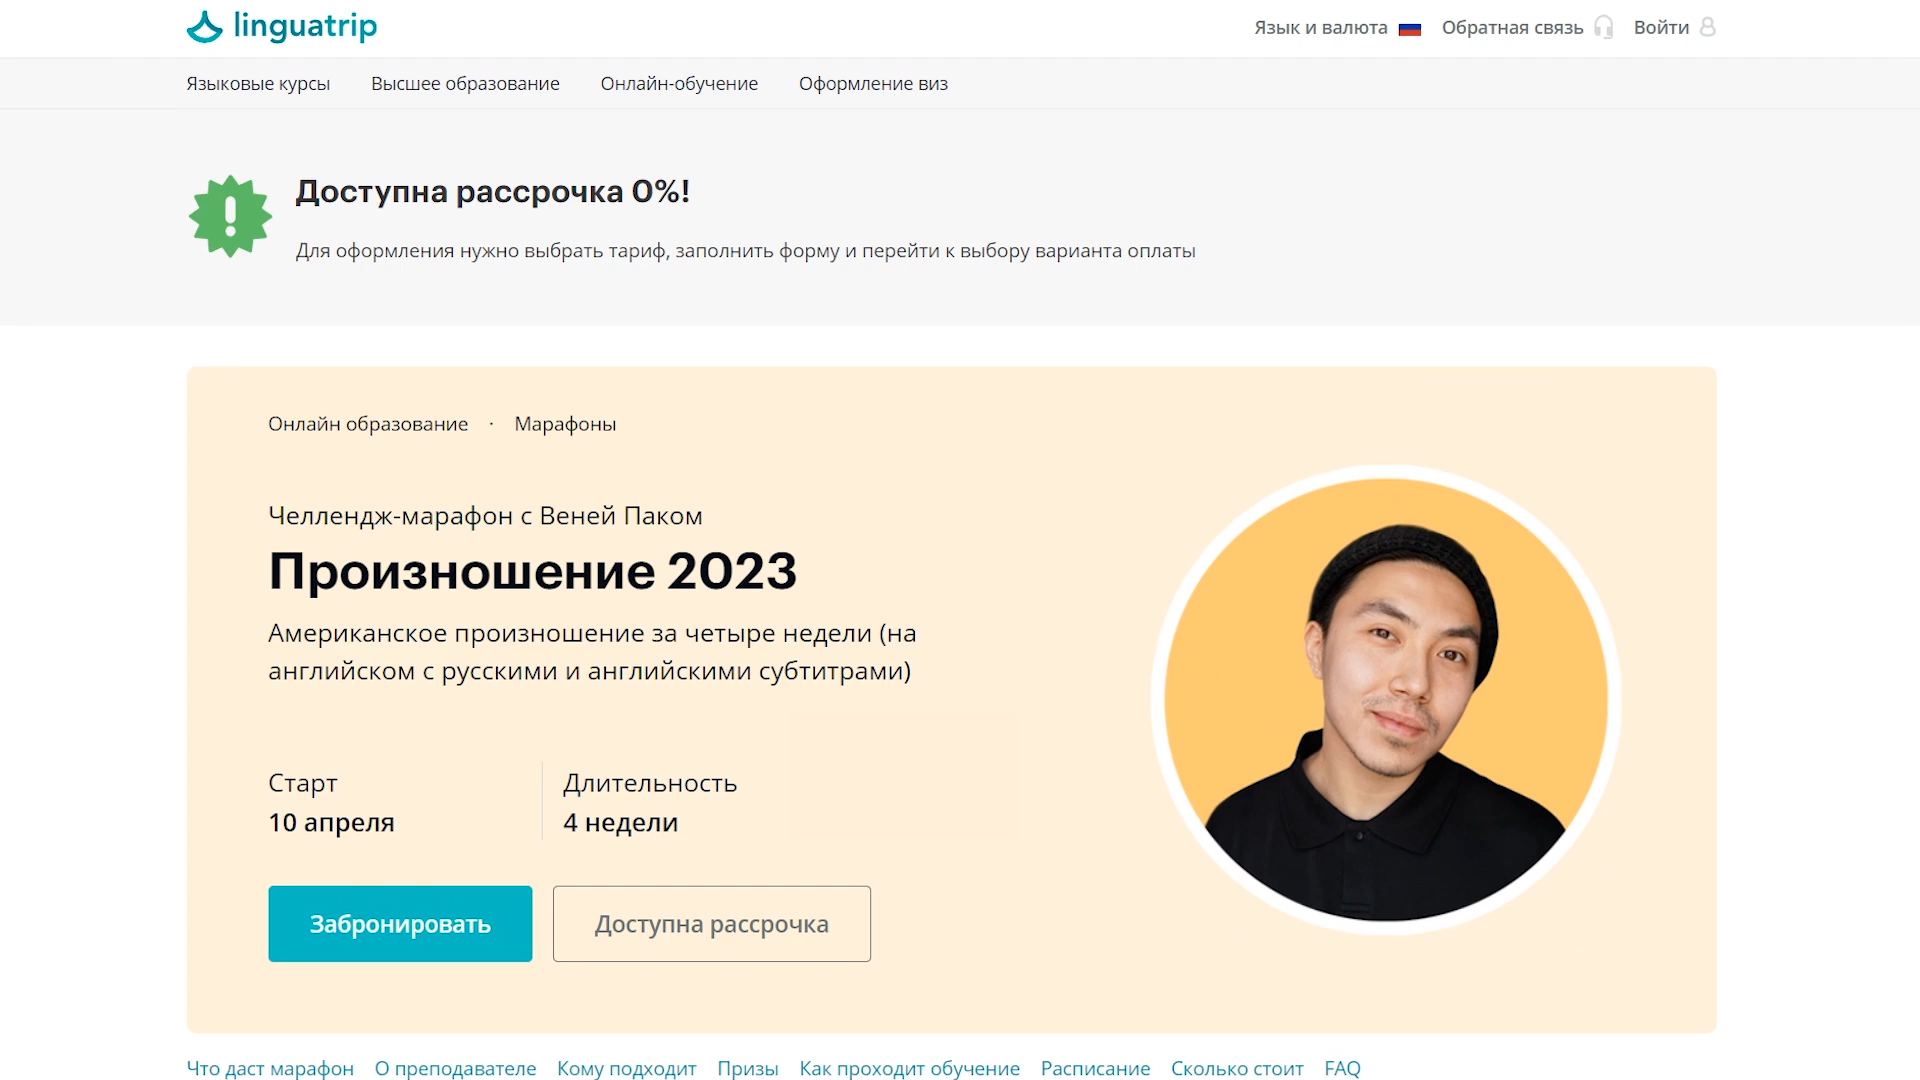 linguatrip
Язык и валюта
Обратная связь
Войти
Языковые курсы
Высшее образование
Онлайн-обучение
Оформление виз
Доступна рассрочка 0%!
Для оформления нужно выбрать тариф, заполнить форму и перейти к выбору варианта оплаты
Онлайн образование · Марафоны
Челлендж-марафон с Веней Паком
Произношение 2023
Американское произношение за четыре недели (на
английском с русскими и английскими субтитрами)
Старт
10 апреля
Длительность
4 недели
Забронировать
Доступна рассрочка
Что даст марафон
О преподавателе
Кому подходит
Призы
Как проходит обучение
Расписание
Сколько стоит
FAQ